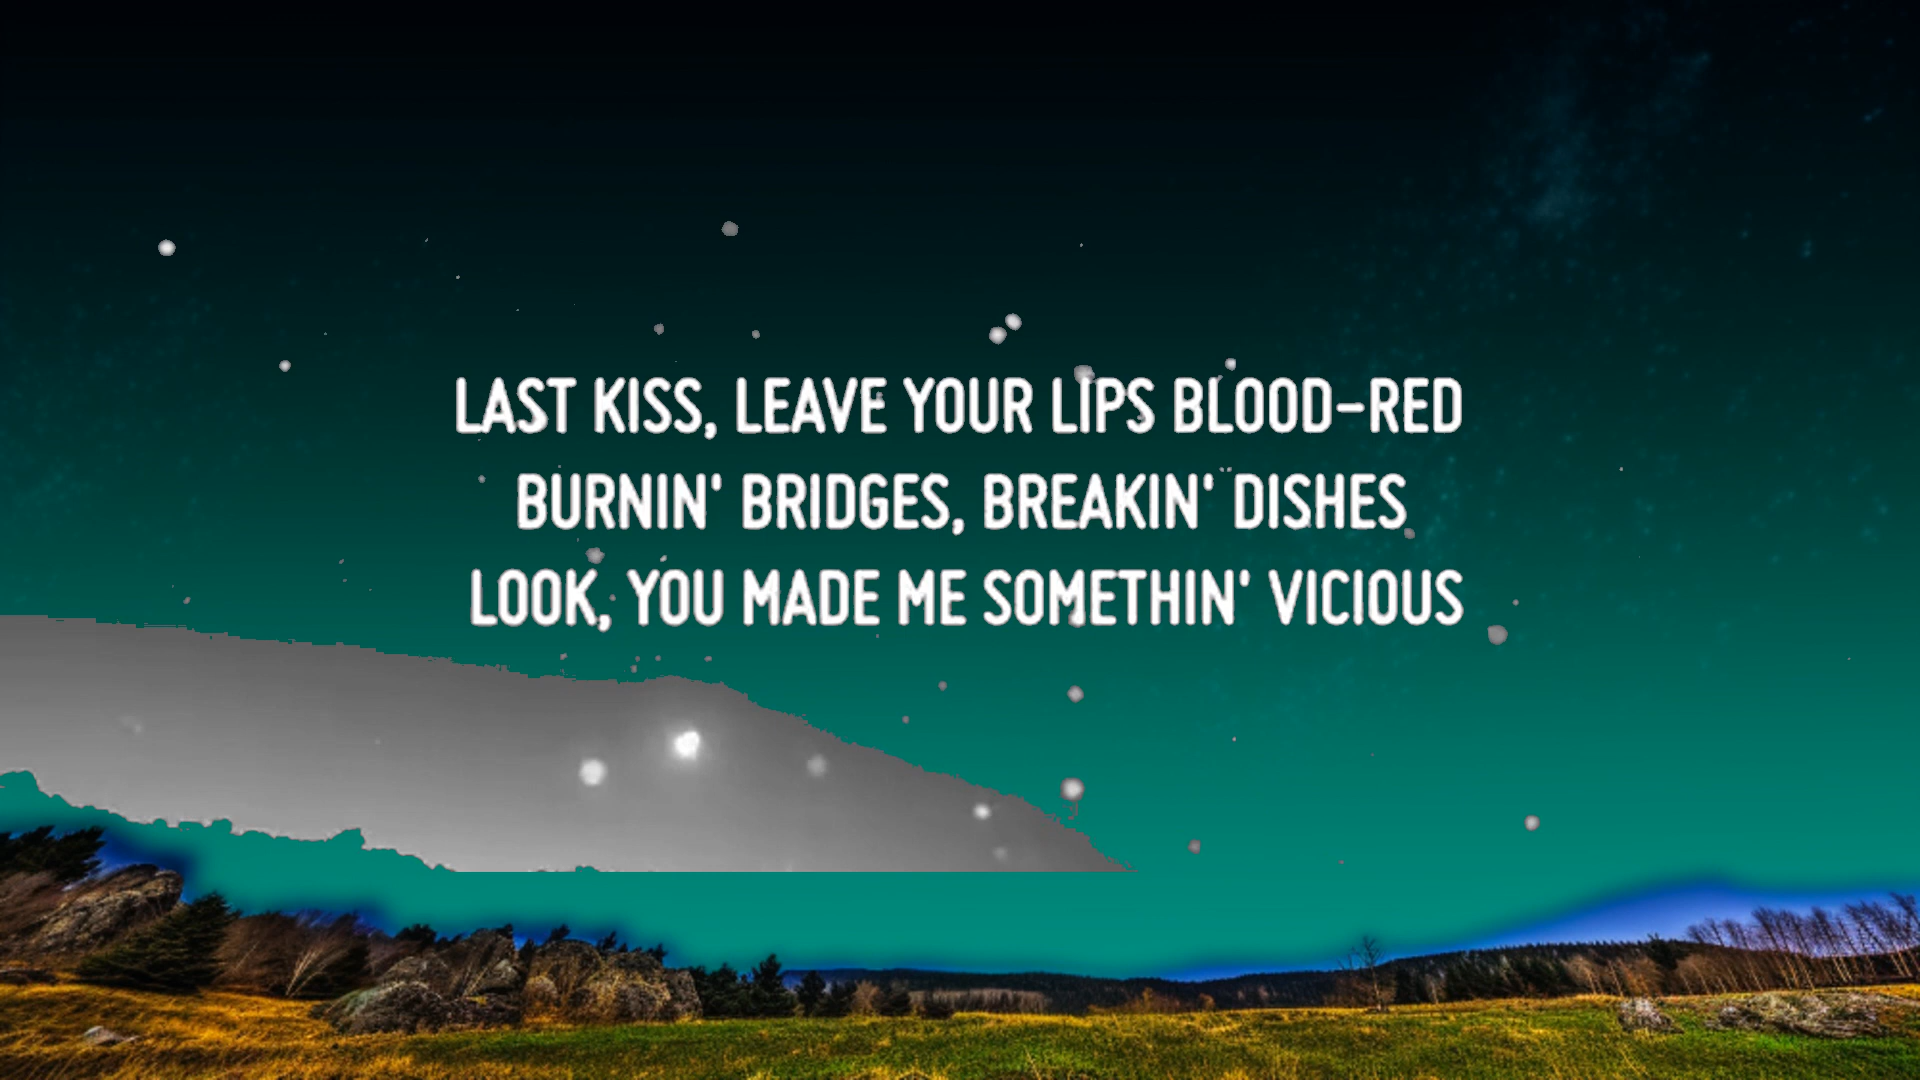 LAST KISS, LEAVE YOUR LIPS BLOOD-RED
BURNIN' BRIDGES, BREAKIN' DISHES
LOOK, YOU MADE ME SOMETHIN' VICIOUS